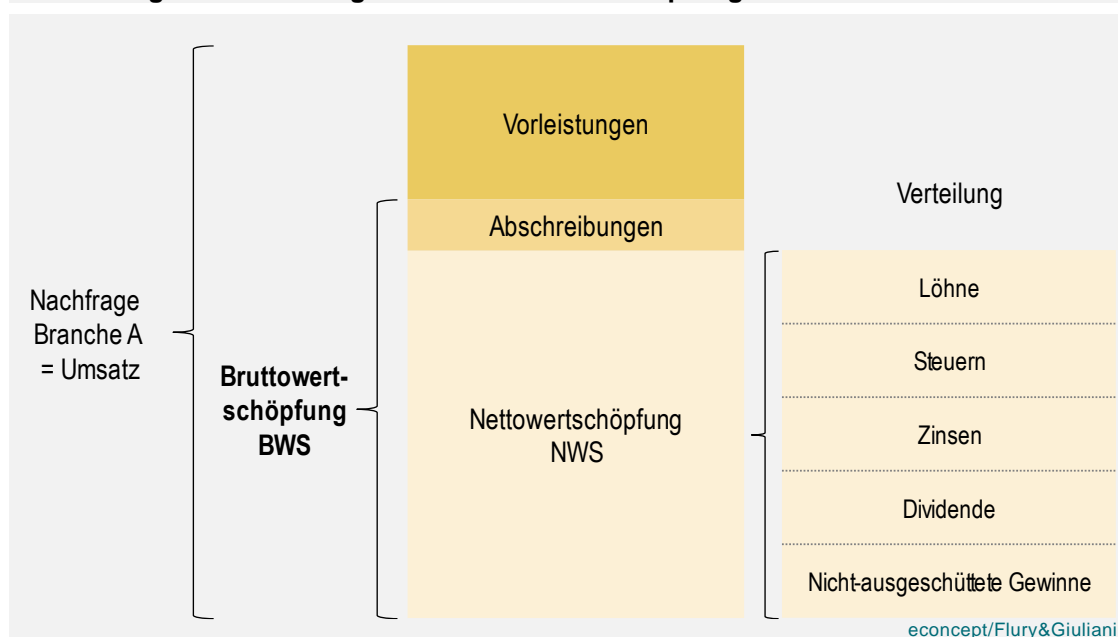 Vorleistungen
Abschreibungen
Verteilung
Nachfrage
Branche A
= Umsatz
Bruttowert-
schöpfung
BWS
Nettowertschöpfung
NWS
Löhne
Steuern
Zinsen
Dividende
Nicht-ausgeschüttete Gewinne
econcept/Flury&Giuliani